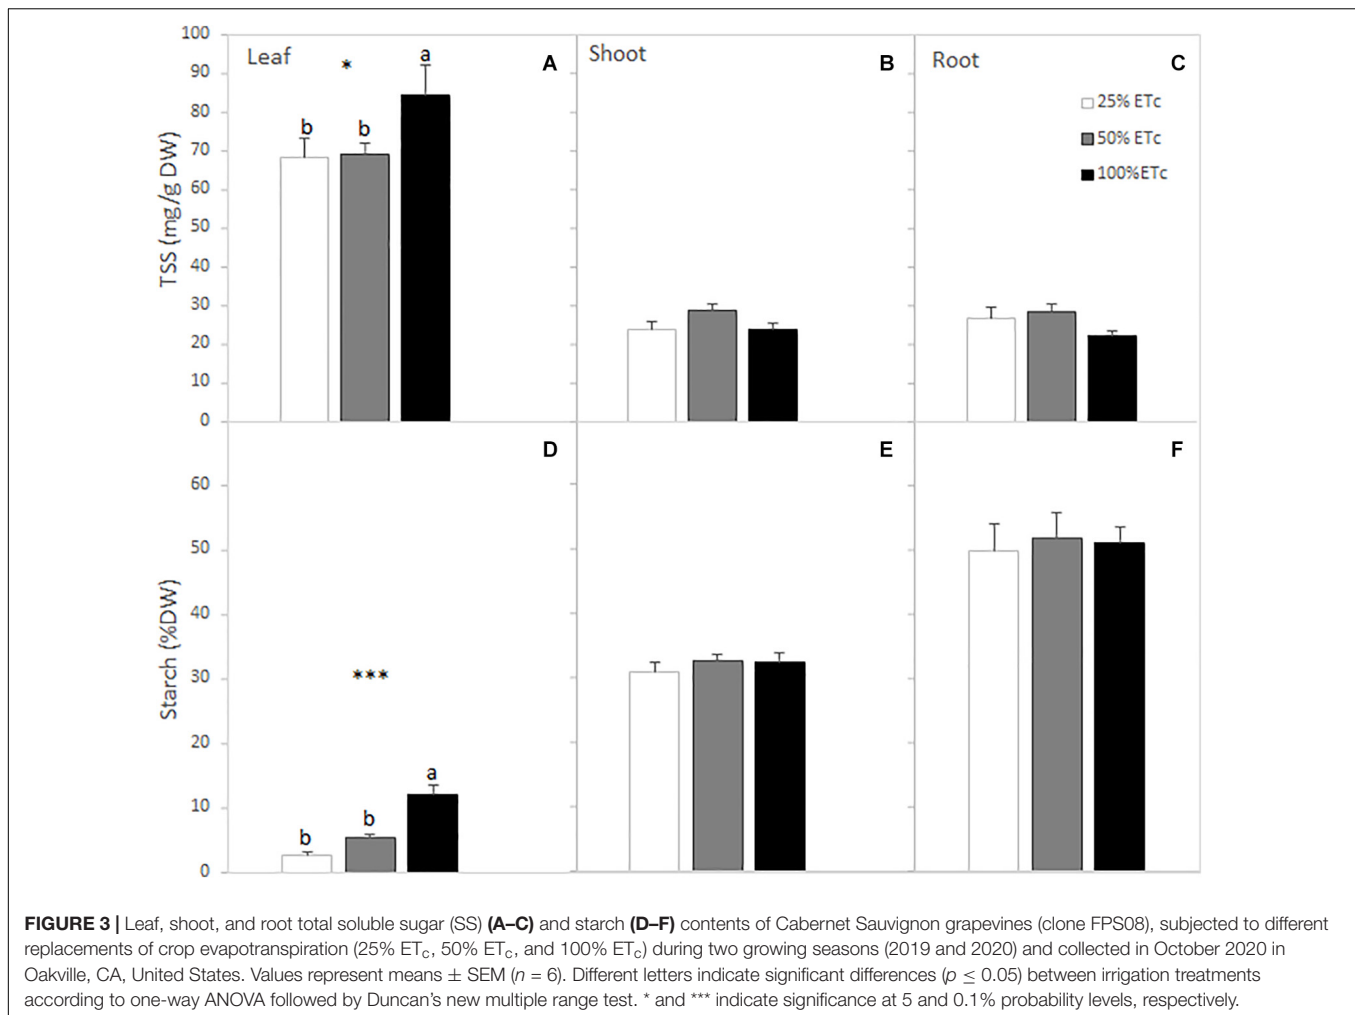 100
90
80
70
60
50
40
30
20
10
0
TSS (mg/g DW)
Leaf
*
A
b
b
a
Shoot
B
Root
C
25% ETc
50% ETc
100%ETc
60
50
40
30
20
10
0
Starch (%DW)
D
***
b
b
a
E
F
FIGURE 3 | Leaf, shoot, and root total soluble sugar (SS) (A–C) and starch (D–F) contents of Cabernet Sauvignon grapevines (clone FPS08), subjected to different
replacements of crop evapotranspiration (25% ETc, 50% ETc, and 100% ETc) during two growing seasons (2019 and 2020) and collected in October 2020 in
Oakville, CA, United States. Values represent means ± SEM (n = 6). Different letters indicate significant differences (p ≤ 0.05) between irrigation treatments
according to one-way ANOVA followed by Duncan's new multiple range test. * and *** indicate significance at 5 and 0.1% probability levels, respectively.